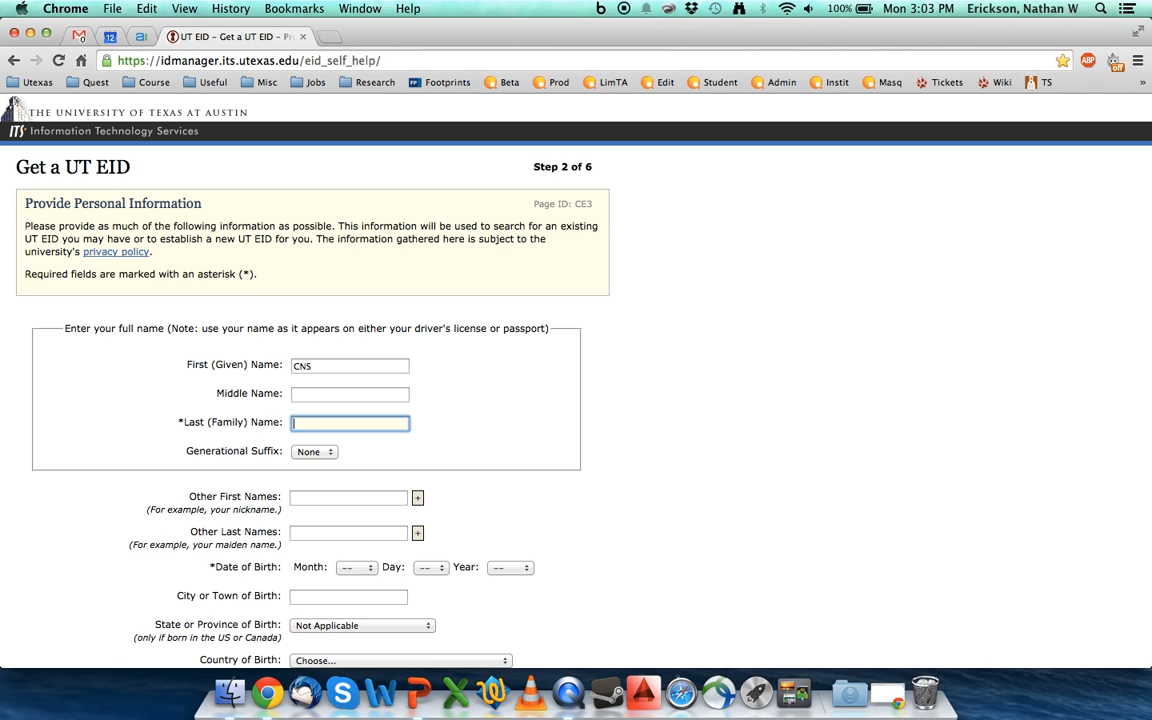 Chrome File Edit View History Bookmarks Window Help 100% Mon 3:03 PM Erickson, Nathan W
12 UT EID – Get a UT EID – Pr
https://idmanager.its.utexas.edu/eid_self_help/
Utexas Quest Course Useful Misc Jobs Research Footprints Beta Prod LimTA Edit Student Admin Instit Masq Tickets Wiki TS »
THE UNIVERSITY OF TEXAS AT AUSTIN
ITS Information Technology Services
Get a UT EID Step 2 of 6
Provide Personal Information Page ID: CE3
Please provide as much of the following information as possible. This information will be used to search for an existing
UT EID you may have or to establish a new UT EID for you. The information gathered here is subject to the
university's privacy policy.
Required fields are marked with an asterisk (*).
Enter your full name (Note: use your name as it appears on either your driver's license or passport)
First (Given) Name: CNS
Middle Name:
*Last (Family) Name:
Generational Suffix: None
Other First Names: +
(For example, your nickname.)
Other Last Names: +
(For example, your maiden name.)
*Date of Birth: Month: -- Day: -- Year: --
City or Town of Birth:
State or Province of Birth: Not Applicable
(only if born in the US or Canada)
Country of Birth: Choose...